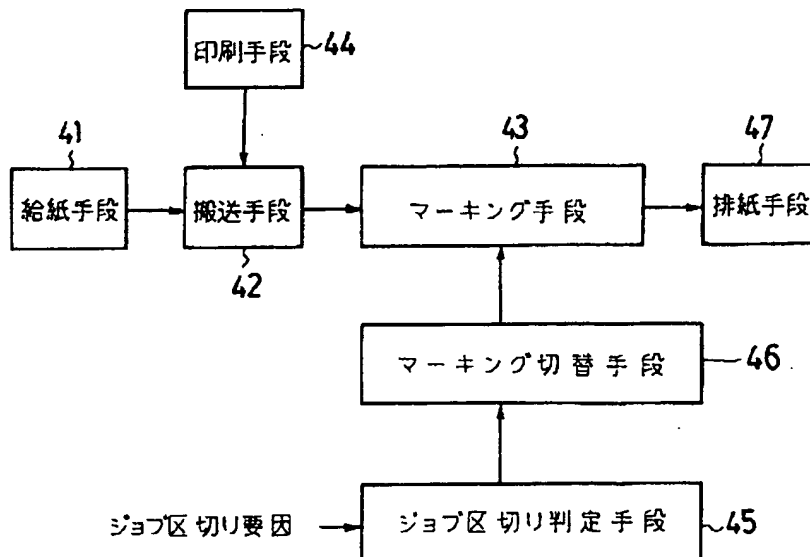 印刷手段
44
41
43
47
給紙手段
搬送手段
マーキング手段
排紙手段
42
マーキング切替手段
46
ジョブ区切り要因
ジョブ区切り判定手段
45